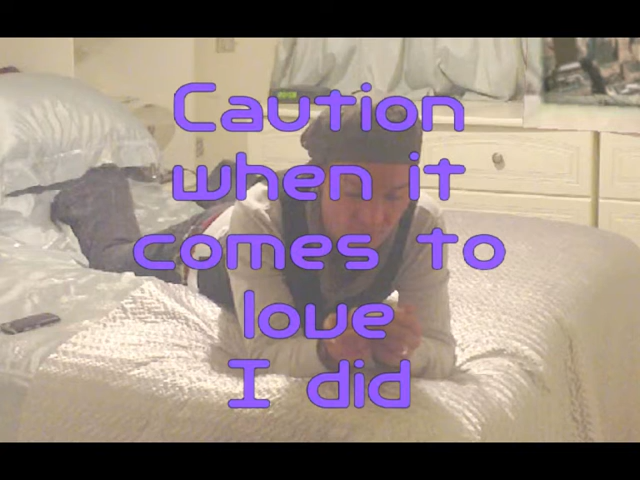 Caution
when it
comes to
love
I did